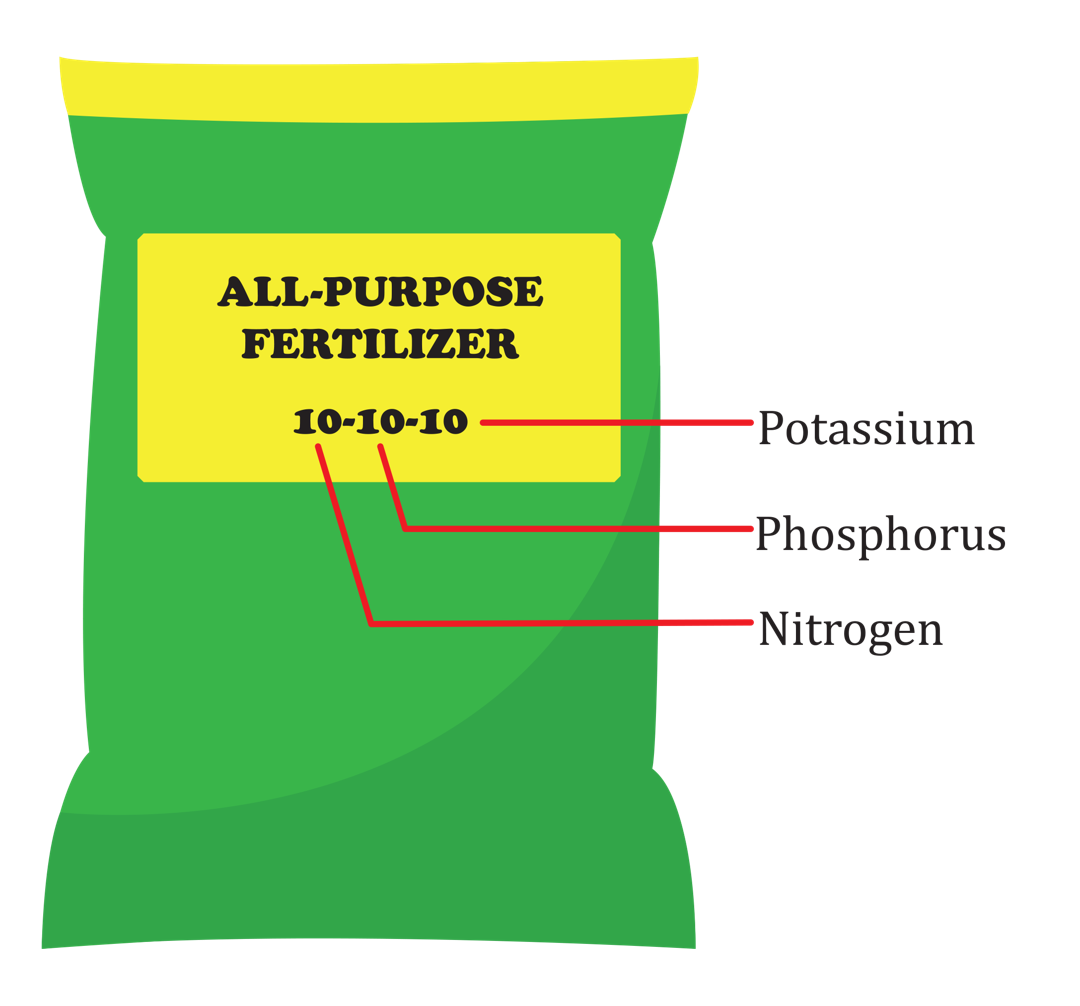 ALL-PURPOSE
FERTILIZER
10-10-10
Potassium
Phosphorus
Nitrogen